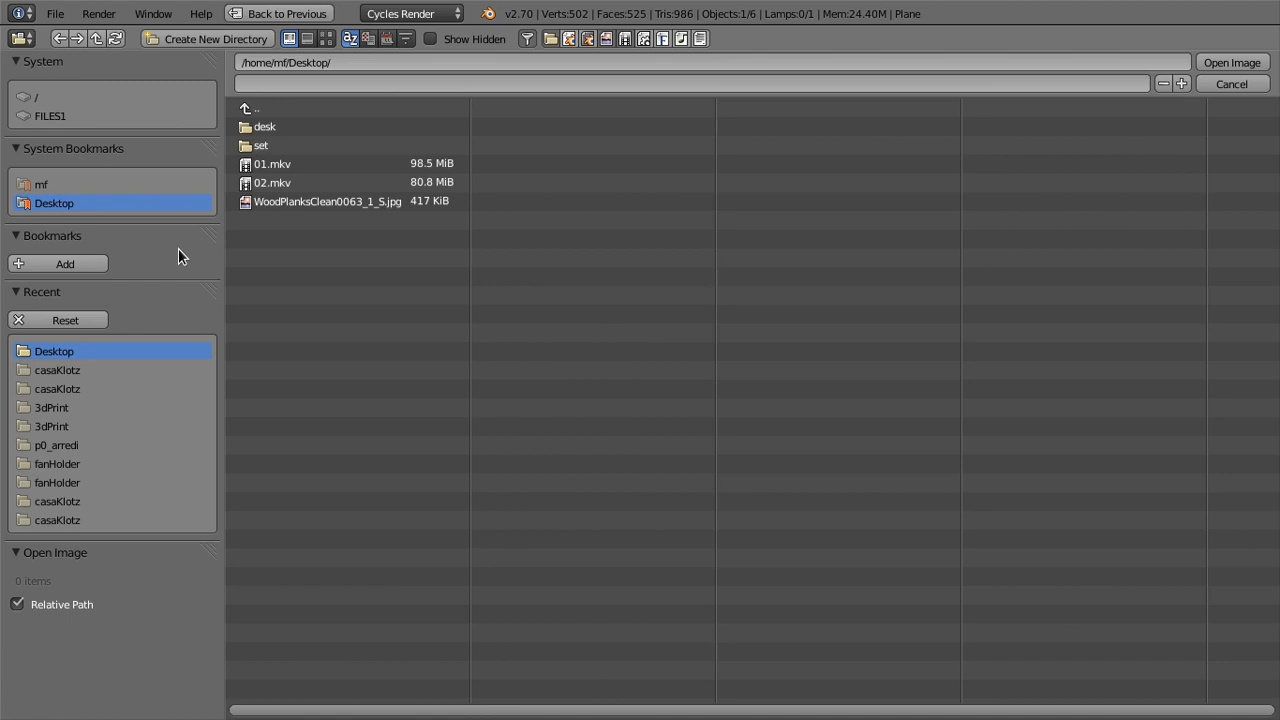 File Render Window Help Back to Previous Cycles Render v2.70 | Verts:502 | Faces:525 | Tris:986 | Objects:1/6 | Lamps:0/1 | Mem:24.40M | Plane
Create New Directory Show Hidden
System
/home/mf/Desktop/ Open Image
Cancel
/
FILES1
System Bookmarks
mf
Desktop
Bookmarks
Add
Recent
Reset
Desktop
casaKlotz
casaKlotz
3dPrint
3dPrint
p0_arredi
fanHolder
fanHolder
casaKlotz
casaKlotz
Open Image
0 items
Relative Path
..
desk
set
01.mkv 98.5 MiB
02.mkv 80.8 MiB
WoodPlanksClean0063_1_S.jpg 417 KiB